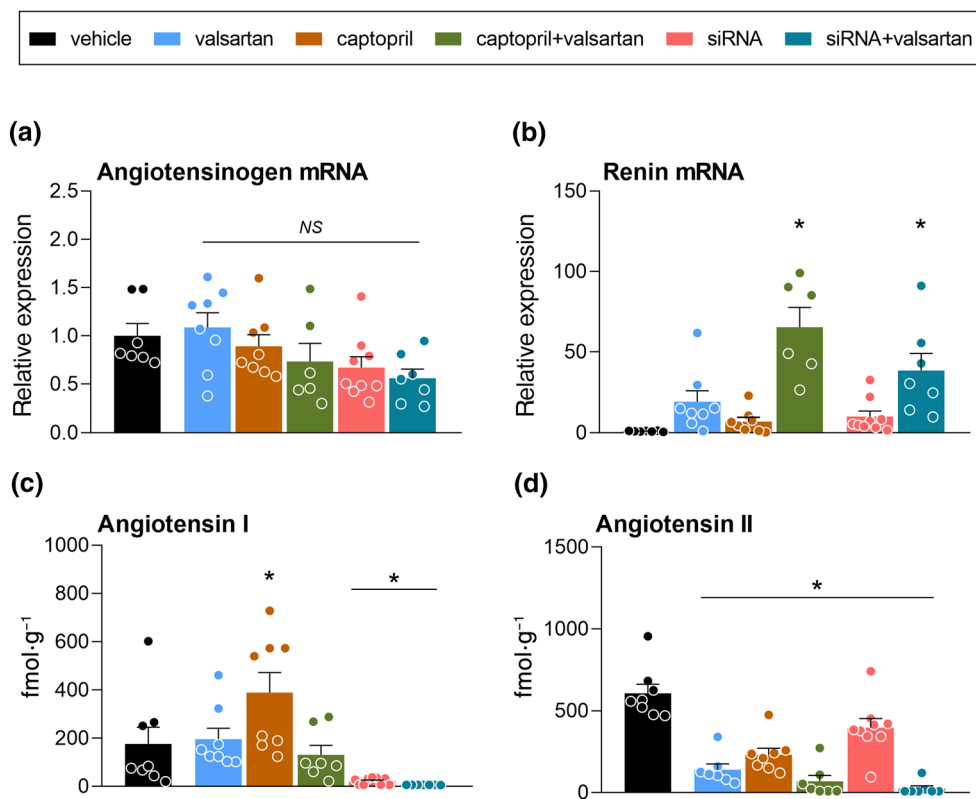 vehicle valsartan captopril captopril+valsartan siRNA siRNA+valsartan
(a)
Angiotensinogen mRNA
Relative expression
2.5
2.0
1.5
1.0
0.5
0.0
NS
(b)
Renin mRNA
Relative expression
150
100
50
0
* *
(c)
Angiotensin I
fmol·g⁻¹
1000
800
600
400
200
0
* *
(d)
Angiotensin II
fmol·g⁻¹
1500
1000
500
0
*